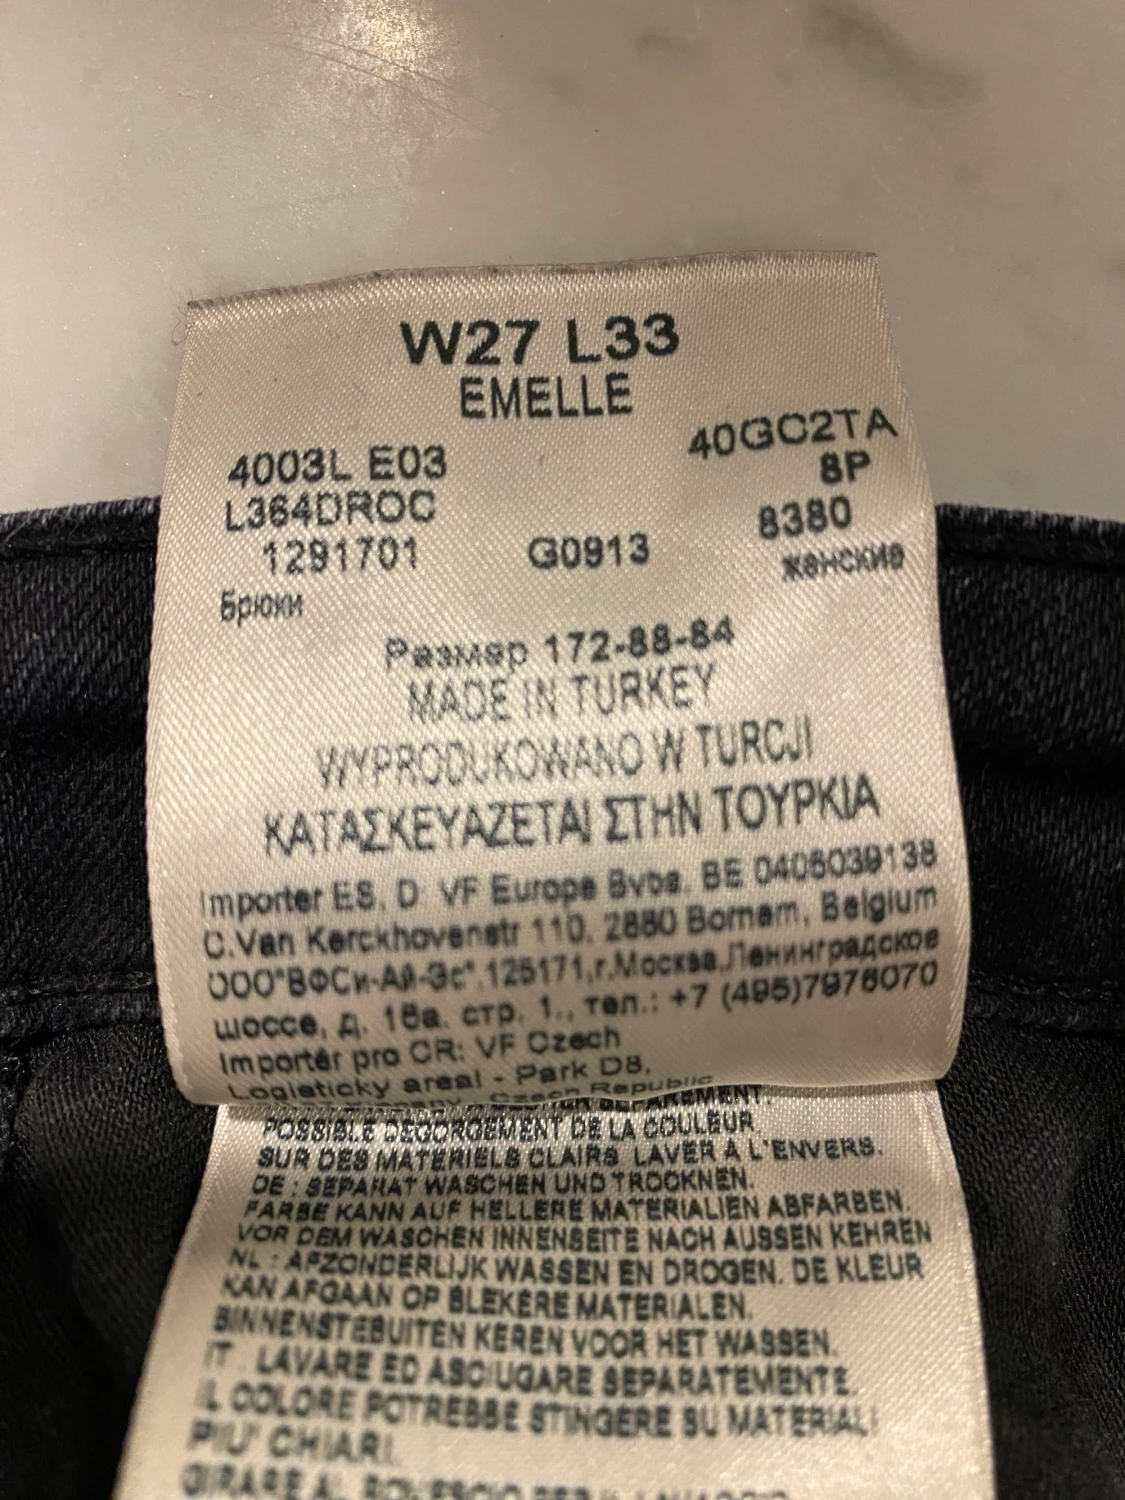 W27 L33
EMELLE
40GC2TA
4003L E03
8P
L364DROC
8380
1291701 G0913
женские
Брюки
Размер 172-88-84
MADE IN TURKEY
WYPRODUKOWANO W TURCJI
ΚΑΤΑΣΚΕΥΑΖΕΤΑΙ ΣΤΗΝ ΤΟΥΡΚΙΑ
Importer ES, D: VF Europe Bvba. BE 0405039138
C.Van Kerckhovenstr 110, 2880 Bornem, Belgium
ООО"ВФСи-Ай-Эс",125171,г.Москва,Ленинградское
шоссе, д. 16а, стр. 1., тел.: +7 (495)7976070
Importér pro CR: VF Czech
Logisticky areal - Park D8,
Czech Republic
POSSIBLE DEGORGEMENT DE LA COULEUR
SUR DES MATERIELS CLAIRS. LAVER A L'ENVERS.
DE : SEPARAT WASCHEN UND TROCKNEN.
FARBE KANN AUF HELLERE MATERIALIEN ABFARBEN.
VOR DEM WASCHEN INNENSEITE NACH AUSSEN KEHREN
NL : AFZONDERLIJK WASSEN EN DROGEN. DE KLEUR
KAN AFGAAN OP BLEKERE MATERIALEN.
BINNENSTEBUITEN KEREN VOOR HET WASSEN.
IT : LAVARE ED ASCIUGARE SEPARATEMENTE.
IL COLORE POTREBBE STINGERE SU MATERIALI
PIU' CHIARI.
GIRARE AL